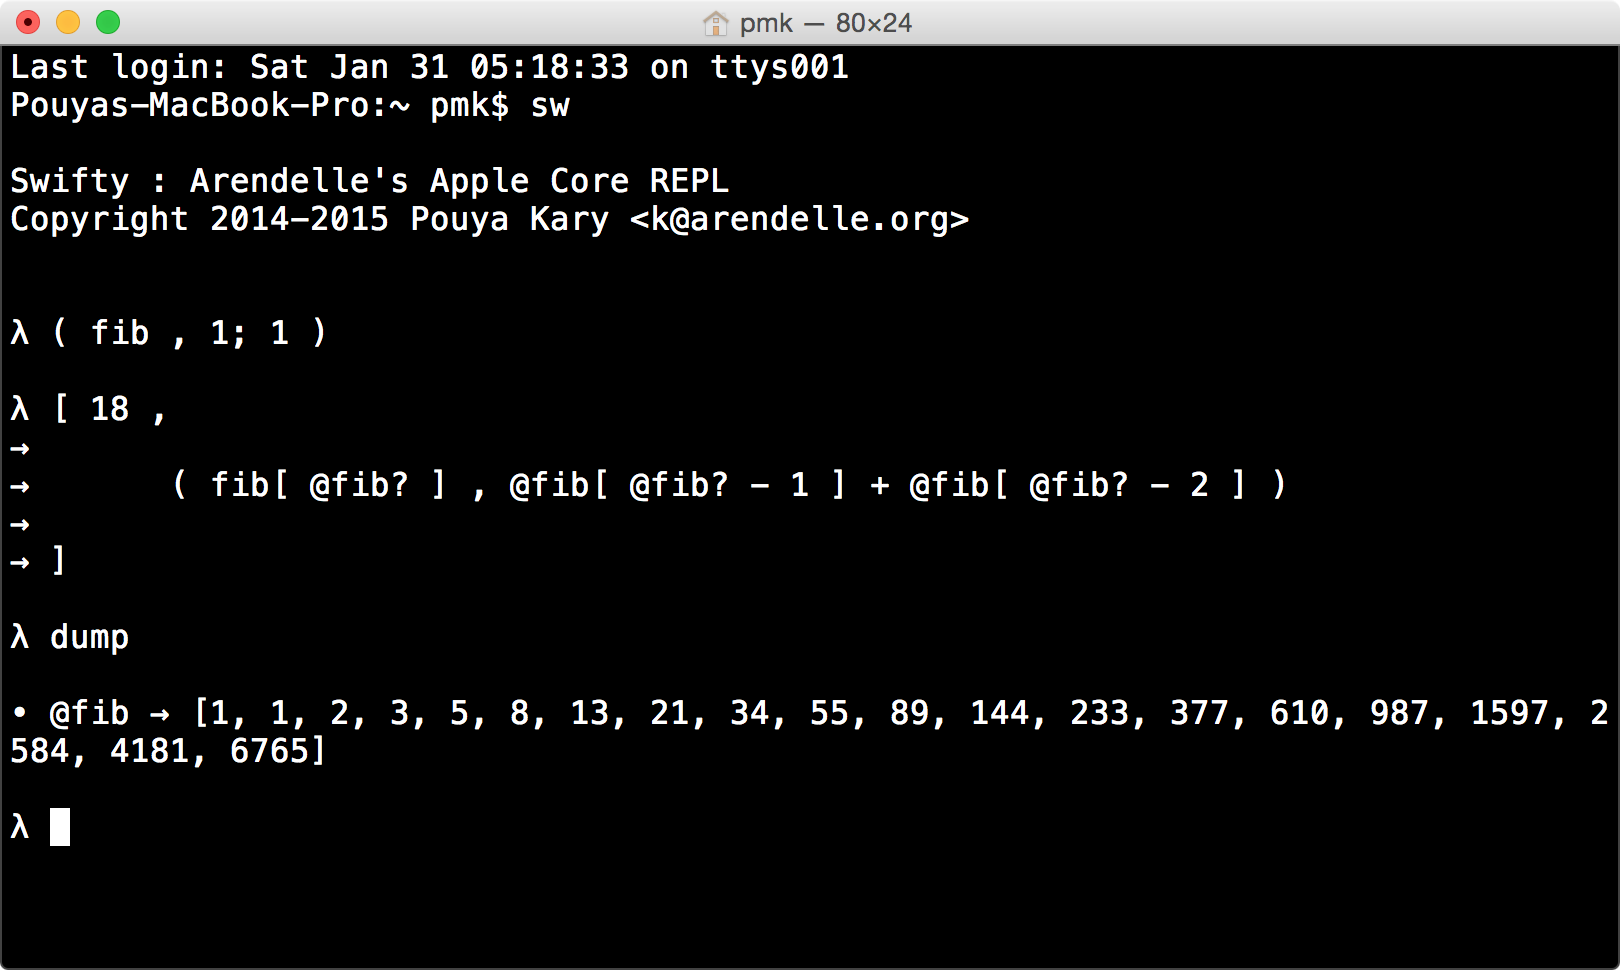 pmk — 80×24
Last login: Sat Jan 31 05:18:33 on ttys001
Pouyas-MacBook-Pro:~ pmk$ sw
Swifty : Arendelle's Apple Core REPL
Copyright 2014-2015 Pouya Kary <k@arendelle.org>
λ ( fib , 1; 1 )
λ [ 18 ,
→
→       ( fib[ @fib? ] , @fib[ @fib? - 1 ] + @fib[ @fib? - 2 ] )
→
→ ]
λ dump
• @fib → [1, 1, 2, 3, 5, 8, 13, 21, 34, 55, 89, 144, 233, 377, 610, 987, 1597, 2
584, 4181, 6765]
λ